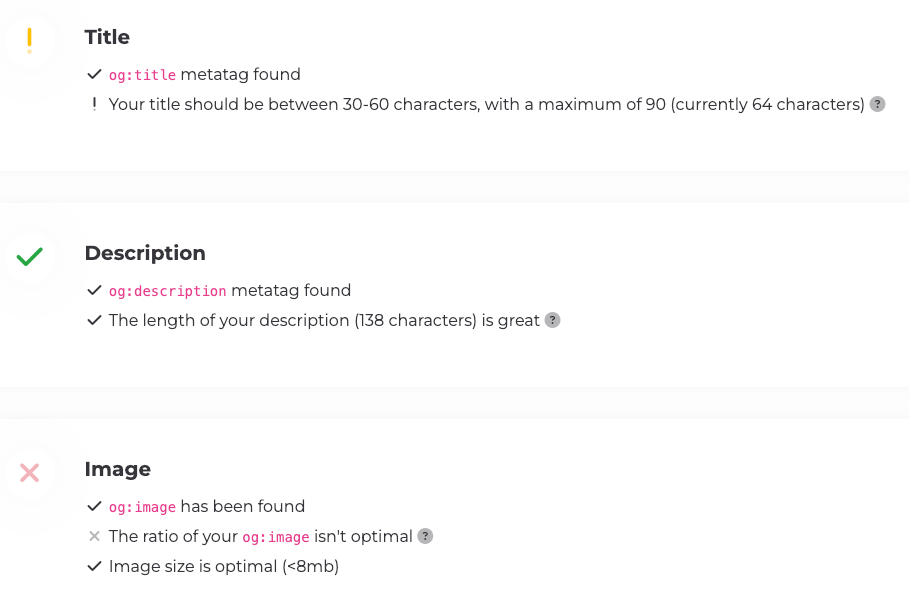 Title
og:title metatag found
! Your title should be between 30-60 characters, with a maximum of 90 (currently 64 characters) ?
Description
og:description metatag found
The length of your description (138 characters) is great ?
Image
og:image has been found
The ratio of your og:image isn't optimal ?
Image size is optimal (<8mb)